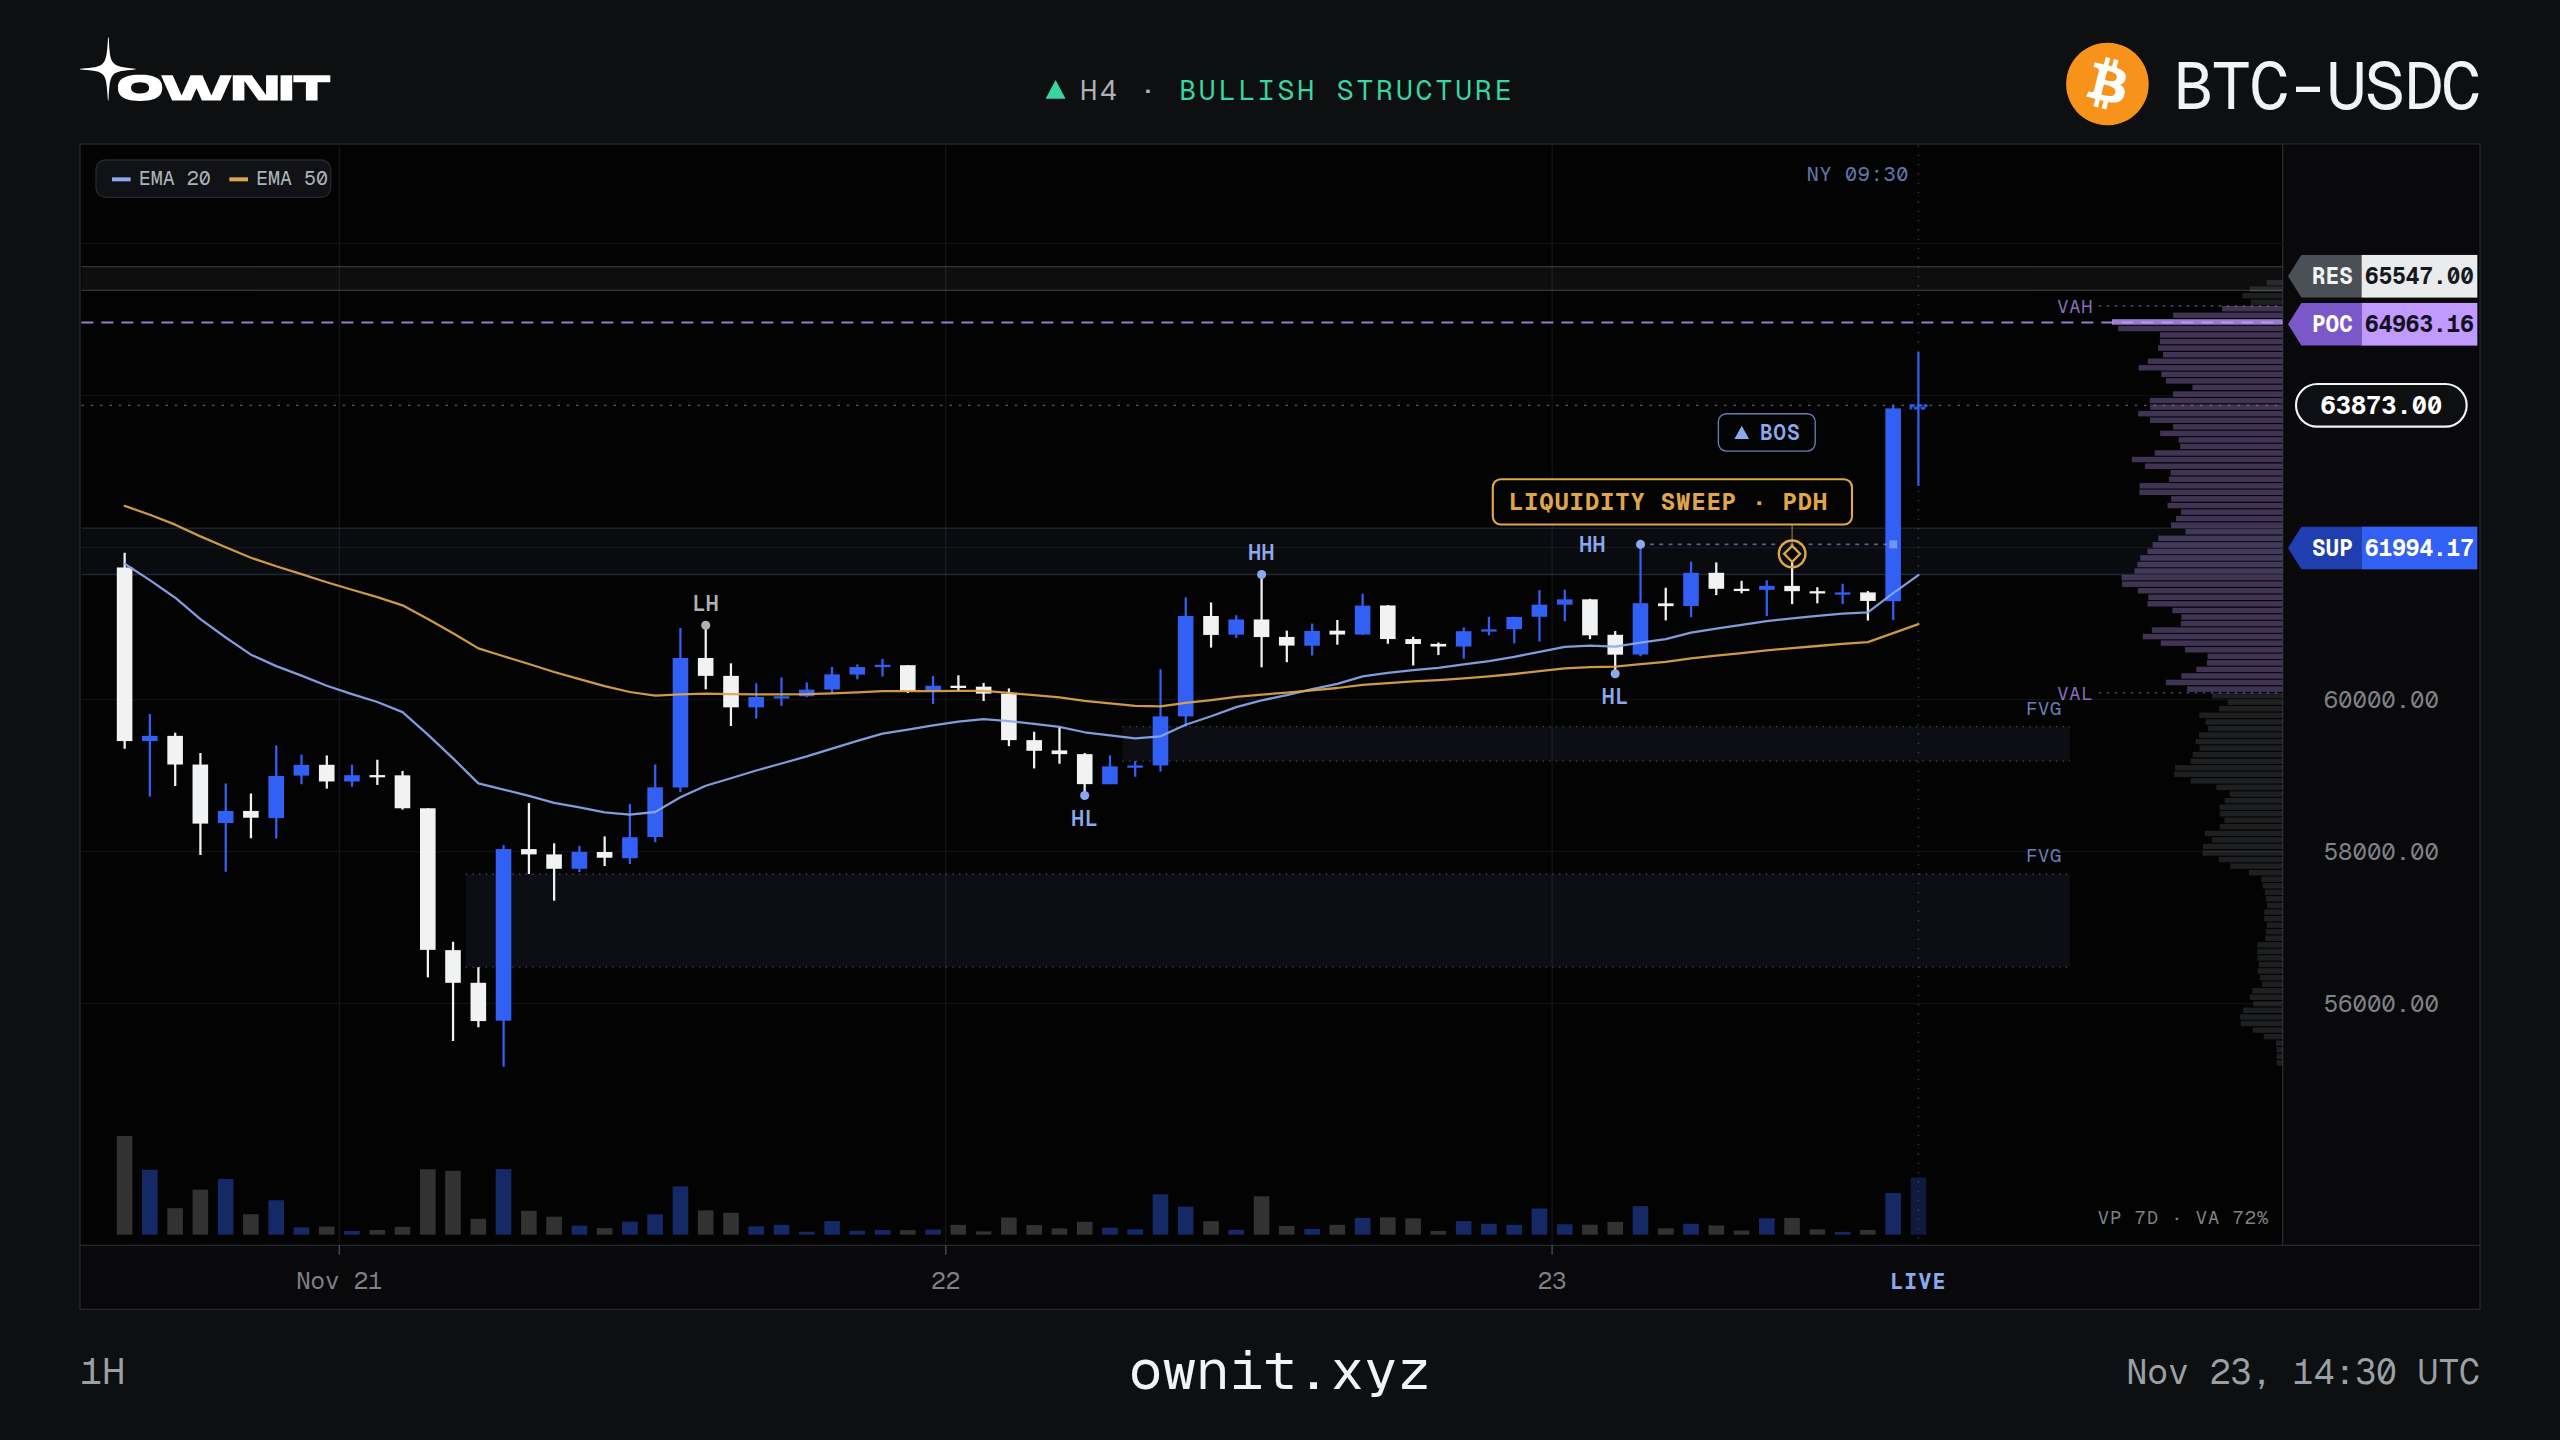 OWNIT
▲ H4 · BULLISH STRUCTURE
BTC-USDC
EMA 20 EMA 50
NY 09:30
RES 65547.00
VAH
POC 64963.16
63873.00
▲ BOS
LIQUIDITY SWEEP · PDH
HH
HH
SUP 61994.17
LH
HL
VAL
60000.00
FVG
HL
58000.00
FVG
56000.00
VP 7D · VA 72%
Nov 21
22
23
LIVE
1H
ownit.xyz
Nov 23, 14:30 UTC